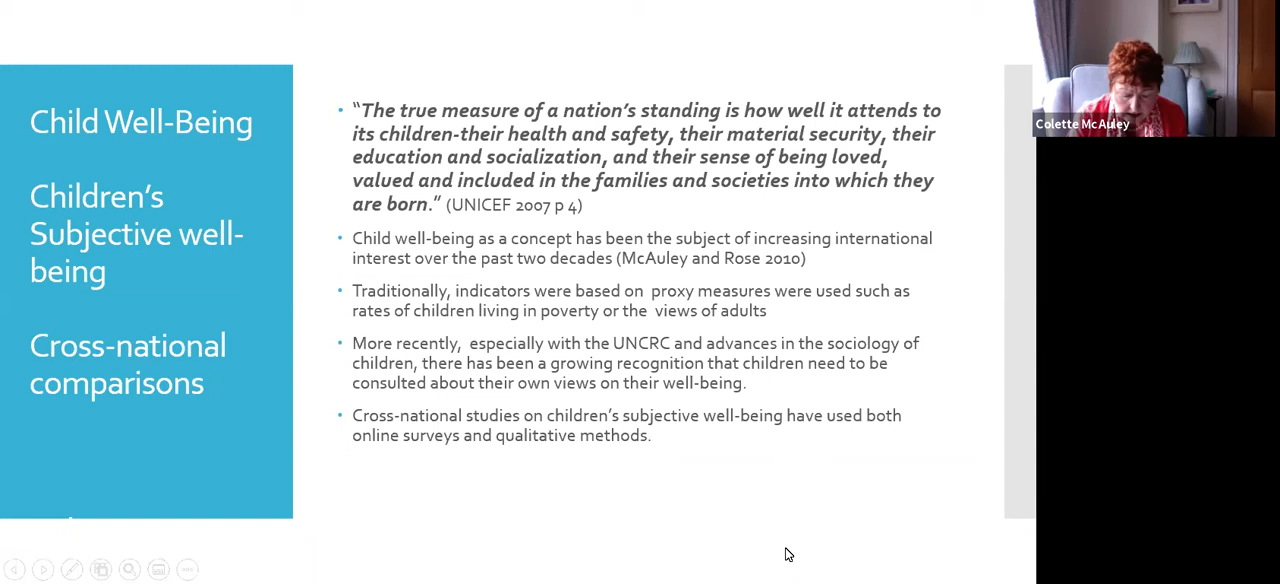 Child Well-Being
Children's
Subjective well-
being
Cross-national
comparisons
• “The true measure of a nation’s standing is how well it attends to
its children-their health and safety, their material security, their
education and socialization, and their sense of being loved,
valued and included in the families and societies into which they
are born.” (UNICEF 2007 p 4)
• Child well-being as a concept has been the subject of increasing international
interest over the past two decades (McAuley and Rose 2010)
• Traditionally, indicators were based on proxy measures were used such as
rates of children living in poverty or the views of adults
• More recently, especially with the UNCRC and advances in the sociology of
children, there has been a growing recognition that children need to be
consulted about their own views on their well-being.
• Cross-national studies on children’s subjective well-being have used both
online surveys and qualitative methods.
Colette McAuley